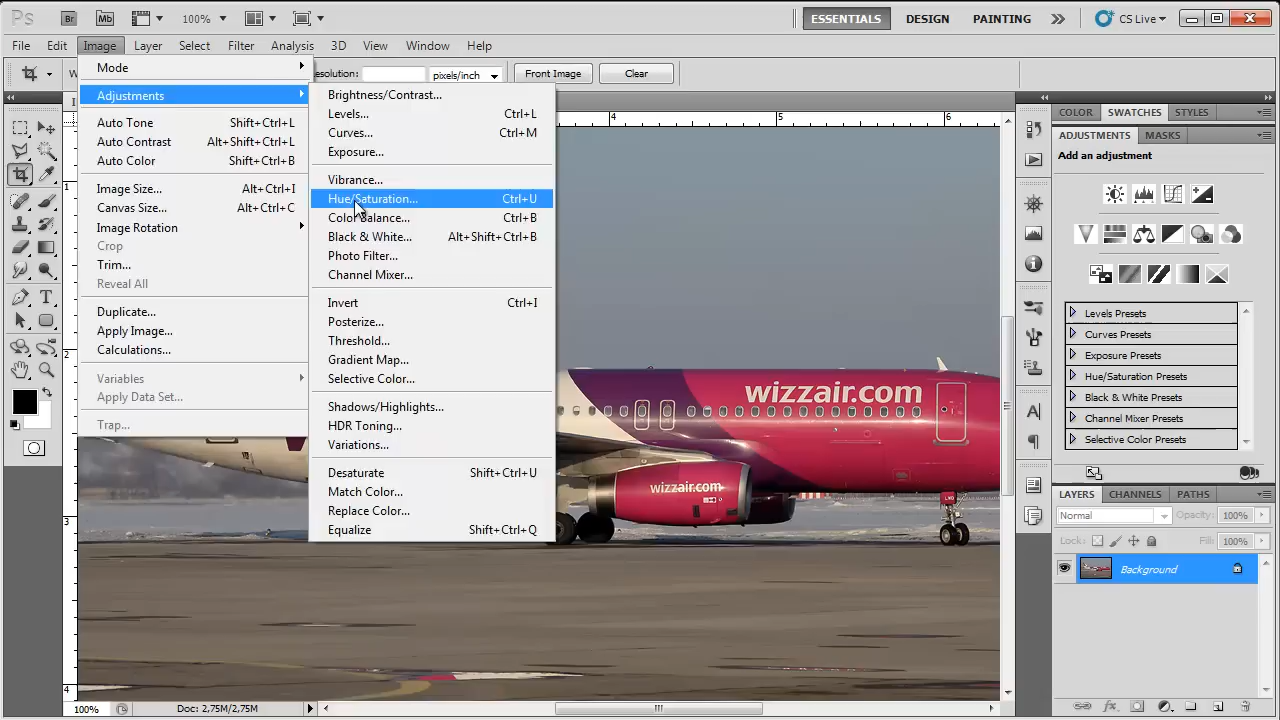 Ps Br Mb 100% ESSENTIALS DESIGN PAINTING CS Live
File Edit Image Layer Select Filter Analysis 3D View Window Help
esolution: pixels/inch Front Image Clear
Mode
Adjustments
Auto Tone Shift+Ctrl+L
Auto Contrast Alt+Shift+Ctrl+L
Auto Color Shift+Ctrl+B
Image Size... Alt+Ctrl+I
Canvas Size... Alt+Ctrl+C
Image Rotation
Crop
Trim...
Reveal All
Duplicate...
Apply Image...
Calculations...
Variables
Apply Data Set...
Trap...
Brightness/Contrast...
Levels... Ctrl+L
Curves... Ctrl+M
Exposure...
Vibrance...
Hue/Saturation... Ctrl+U
Color Balance... Ctrl+B
Black & White... Alt+Shift+Ctrl+B
Photo Filter...
Channel Mixer...
Invert Ctrl+I
Posterize...
Threshold...
Gradient Map...
Selective Color...
Shadows/Highlights...
HDR Toning...
Variations...
Desaturate Shift+Ctrl+U
Match Color...
Replace Color...
Equalize Shift+Ctrl+Q
4 5 6
1
2
3
4
wizzair.com
wizzair.com
COLOR SWATCHES STYLES
ADJUSTMENTS MASKS
Add an adjustment
Levels Presets
Curves Presets
Exposure Presets
Hue/Saturation Presets
Black & White Presets
Channel Mixer Presets
Selective Color Presets
LAYERS CHANNELS PATHS
Normal Opacity: 100%
Lock: Fill: 100%
Background
100% Doc: 2,75M/2,75M